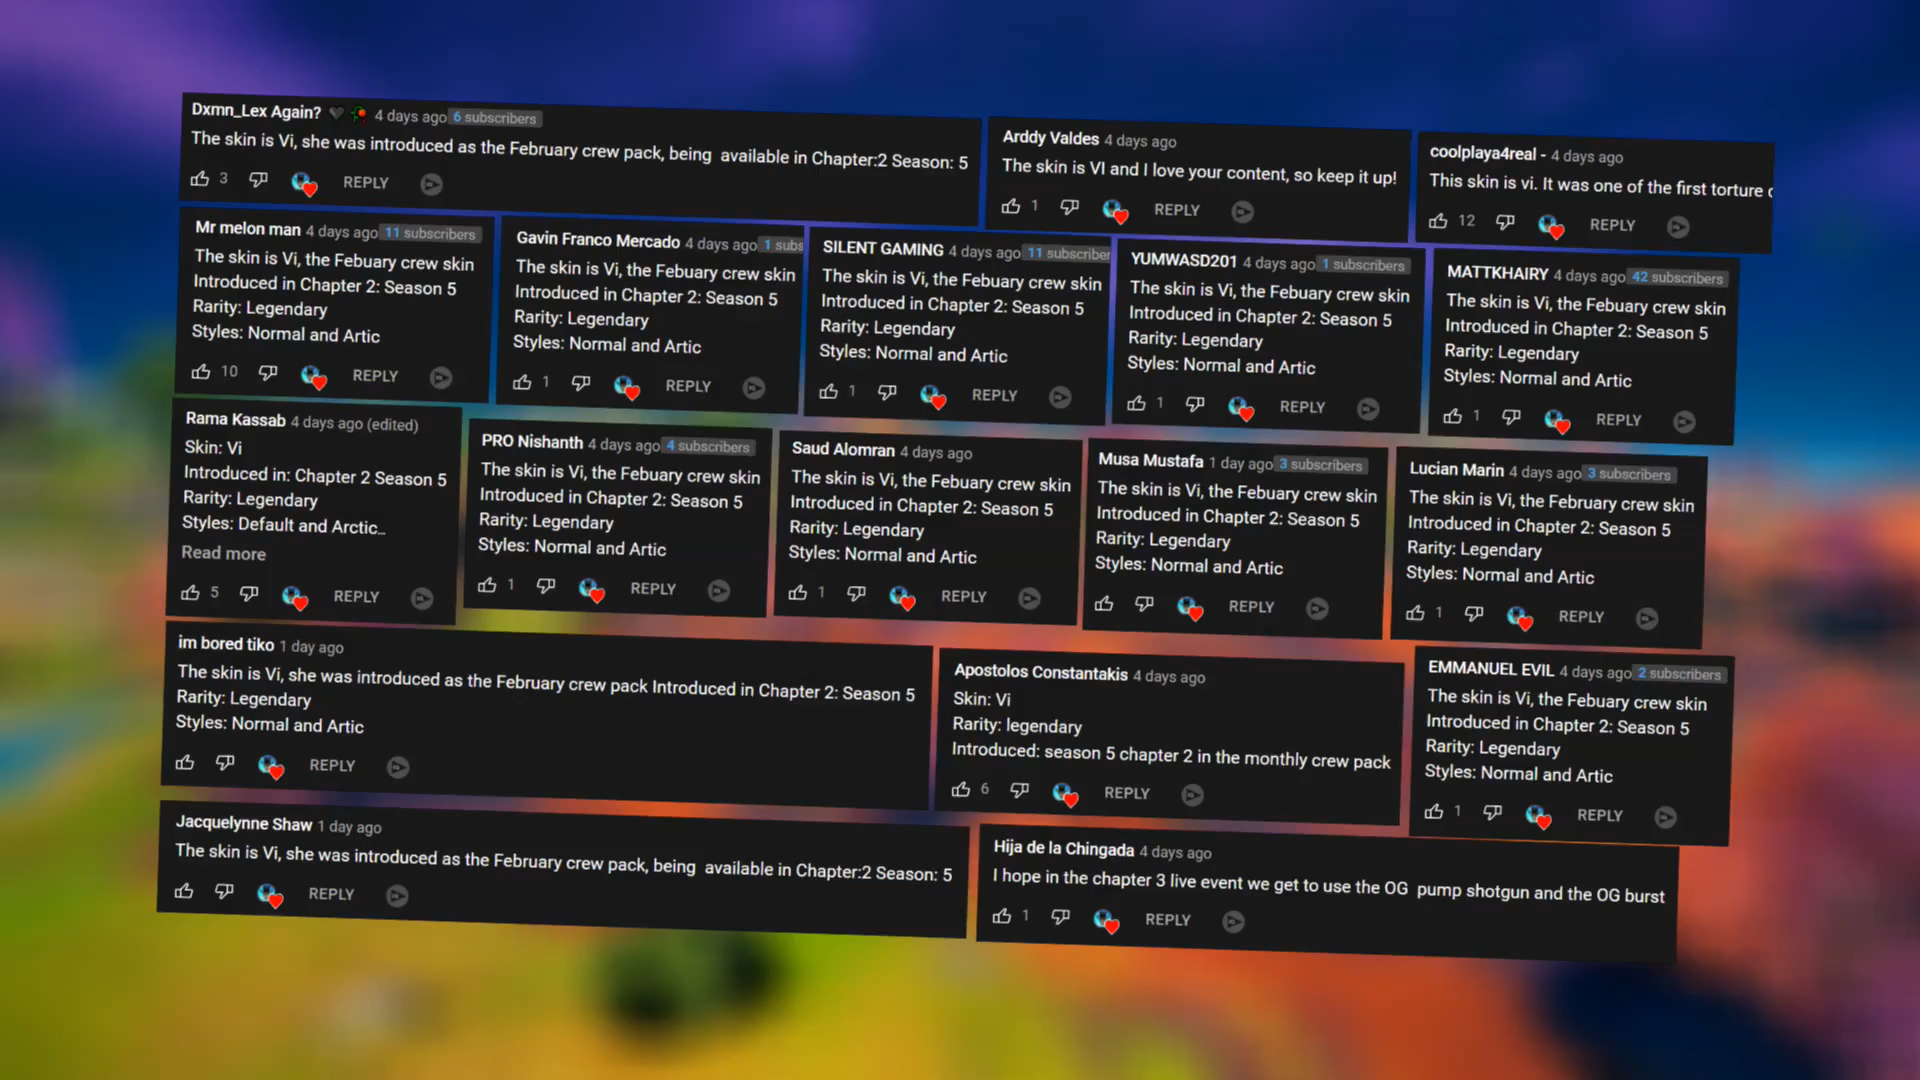 Dxmn_Lex Again? 🖤🥀 4 days ago 6 subscribers
The skin is Vi, she was introduced as the February crew pack, being available in Chapter:2 Season: 5
3 REPLY
Arddy Valdes 4 days ago
The skin is VI and I love your content, so keep it up!
1 REPLY
coolplaya4real - 4 days ago
This skin is vi. It was one of the first torture
12 REPLY
Mr melon man 4 days ago 11 subscribers
The skin is Vi, the Febuary crew skin
Introduced in Chapter 2: Season 5
Rarity: Legendary
Styles: Normal and Artic
10 REPLY
Gavin Franco Mercado 4 days ago 1 subs
The skin is Vi, the Febuary crew skin
Introduced in Chapter 2: Season 5
Rarity: Legendary
Styles: Normal and Artic
1 REPLY
SILENT GAMING 4 days ago 11 subscriber
The skin is Vi, the Febuary crew skin
Introduced in Chapter 2: Season 5
Rarity: Legendary
Styles: Normal and Artic
1 REPLY
YUMWASD201 4 days ago 1 subscribers
The skin is Vi, the Febuary crew skin
Introduced in Chapter 2: Season 5
Rarity: Legendary
Styles: Normal and Artic
1 REPLY
MATTKHAIRY 4 days ago 42 subscribers
The skin is Vi, the Febuary crew skin
Introduced in Chapter 2: Season 5
Rarity: Legendary
Styles: Normal and Artic
1 REPLY
Rama Kassab 4 days ago (edited)
Skin: Vi
Introduced in: Chapter 2 Season 5
Rarity: Legendary
Styles: Default and Arctic...
Read more
5 REPLY
PRO Nishanth 4 days ago 4 subscribers
The skin is Vi, the Febuary crew skin
Introduced in Chapter 2: Season 5
Rarity: Legendary
Styles: Normal and Artic
1 REPLY
Saud Alomran 4 days ago
The skin is Vi, the Febuary crew skin
Introduced in Chapter 2: Season 5
Rarity: Legendary
Styles: Normal and Artic
1 REPLY
Musa Mustafa 1 day ago 3 subscribers
The skin is Vi, the Febuary crew skin
Introduced in Chapter 2: Season 5
Rarity: Legendary
Styles: Normal and Artic
REPLY
Lucian Marin 4 days ago 3 subscribers
The skin is Vi, the February crew skin
Introduced in Chapter 2: Season 5
Rarity: Legendary
Styles: Normal and Artic
1 REPLY
im bored tiko 1 day ago
The skin is Vi, she was introduced as the February crew pack Introduced in Chapter 2: Season 5
Rarity: Legendary
Styles: Normal and Artic
REPLY
Apostolos Constantakis 4 days ago
Skin: Vi
Rarity: legendary
Introduced: season 5 chapter 2 in the monthly crew pack
6 REPLY
EMMANUEL EVIL 4 days ago 2 subscribers
The skin is Vi, the Febuary crew skin
Introduced in Chapter 2: Season 5
Rarity: Legendary
Styles: Normal and Artic
1 REPLY
Jacquelynne Shaw 1 day ago
The skin is Vi, she was introduced as the February crew pack, being available in Chapter:2 Season: 5
REPLY
Hija de la Chingada 4 days ago
I hope in the chapter 3 live event we get to use the OG pump shotgun and the OG burst
1 REPLY